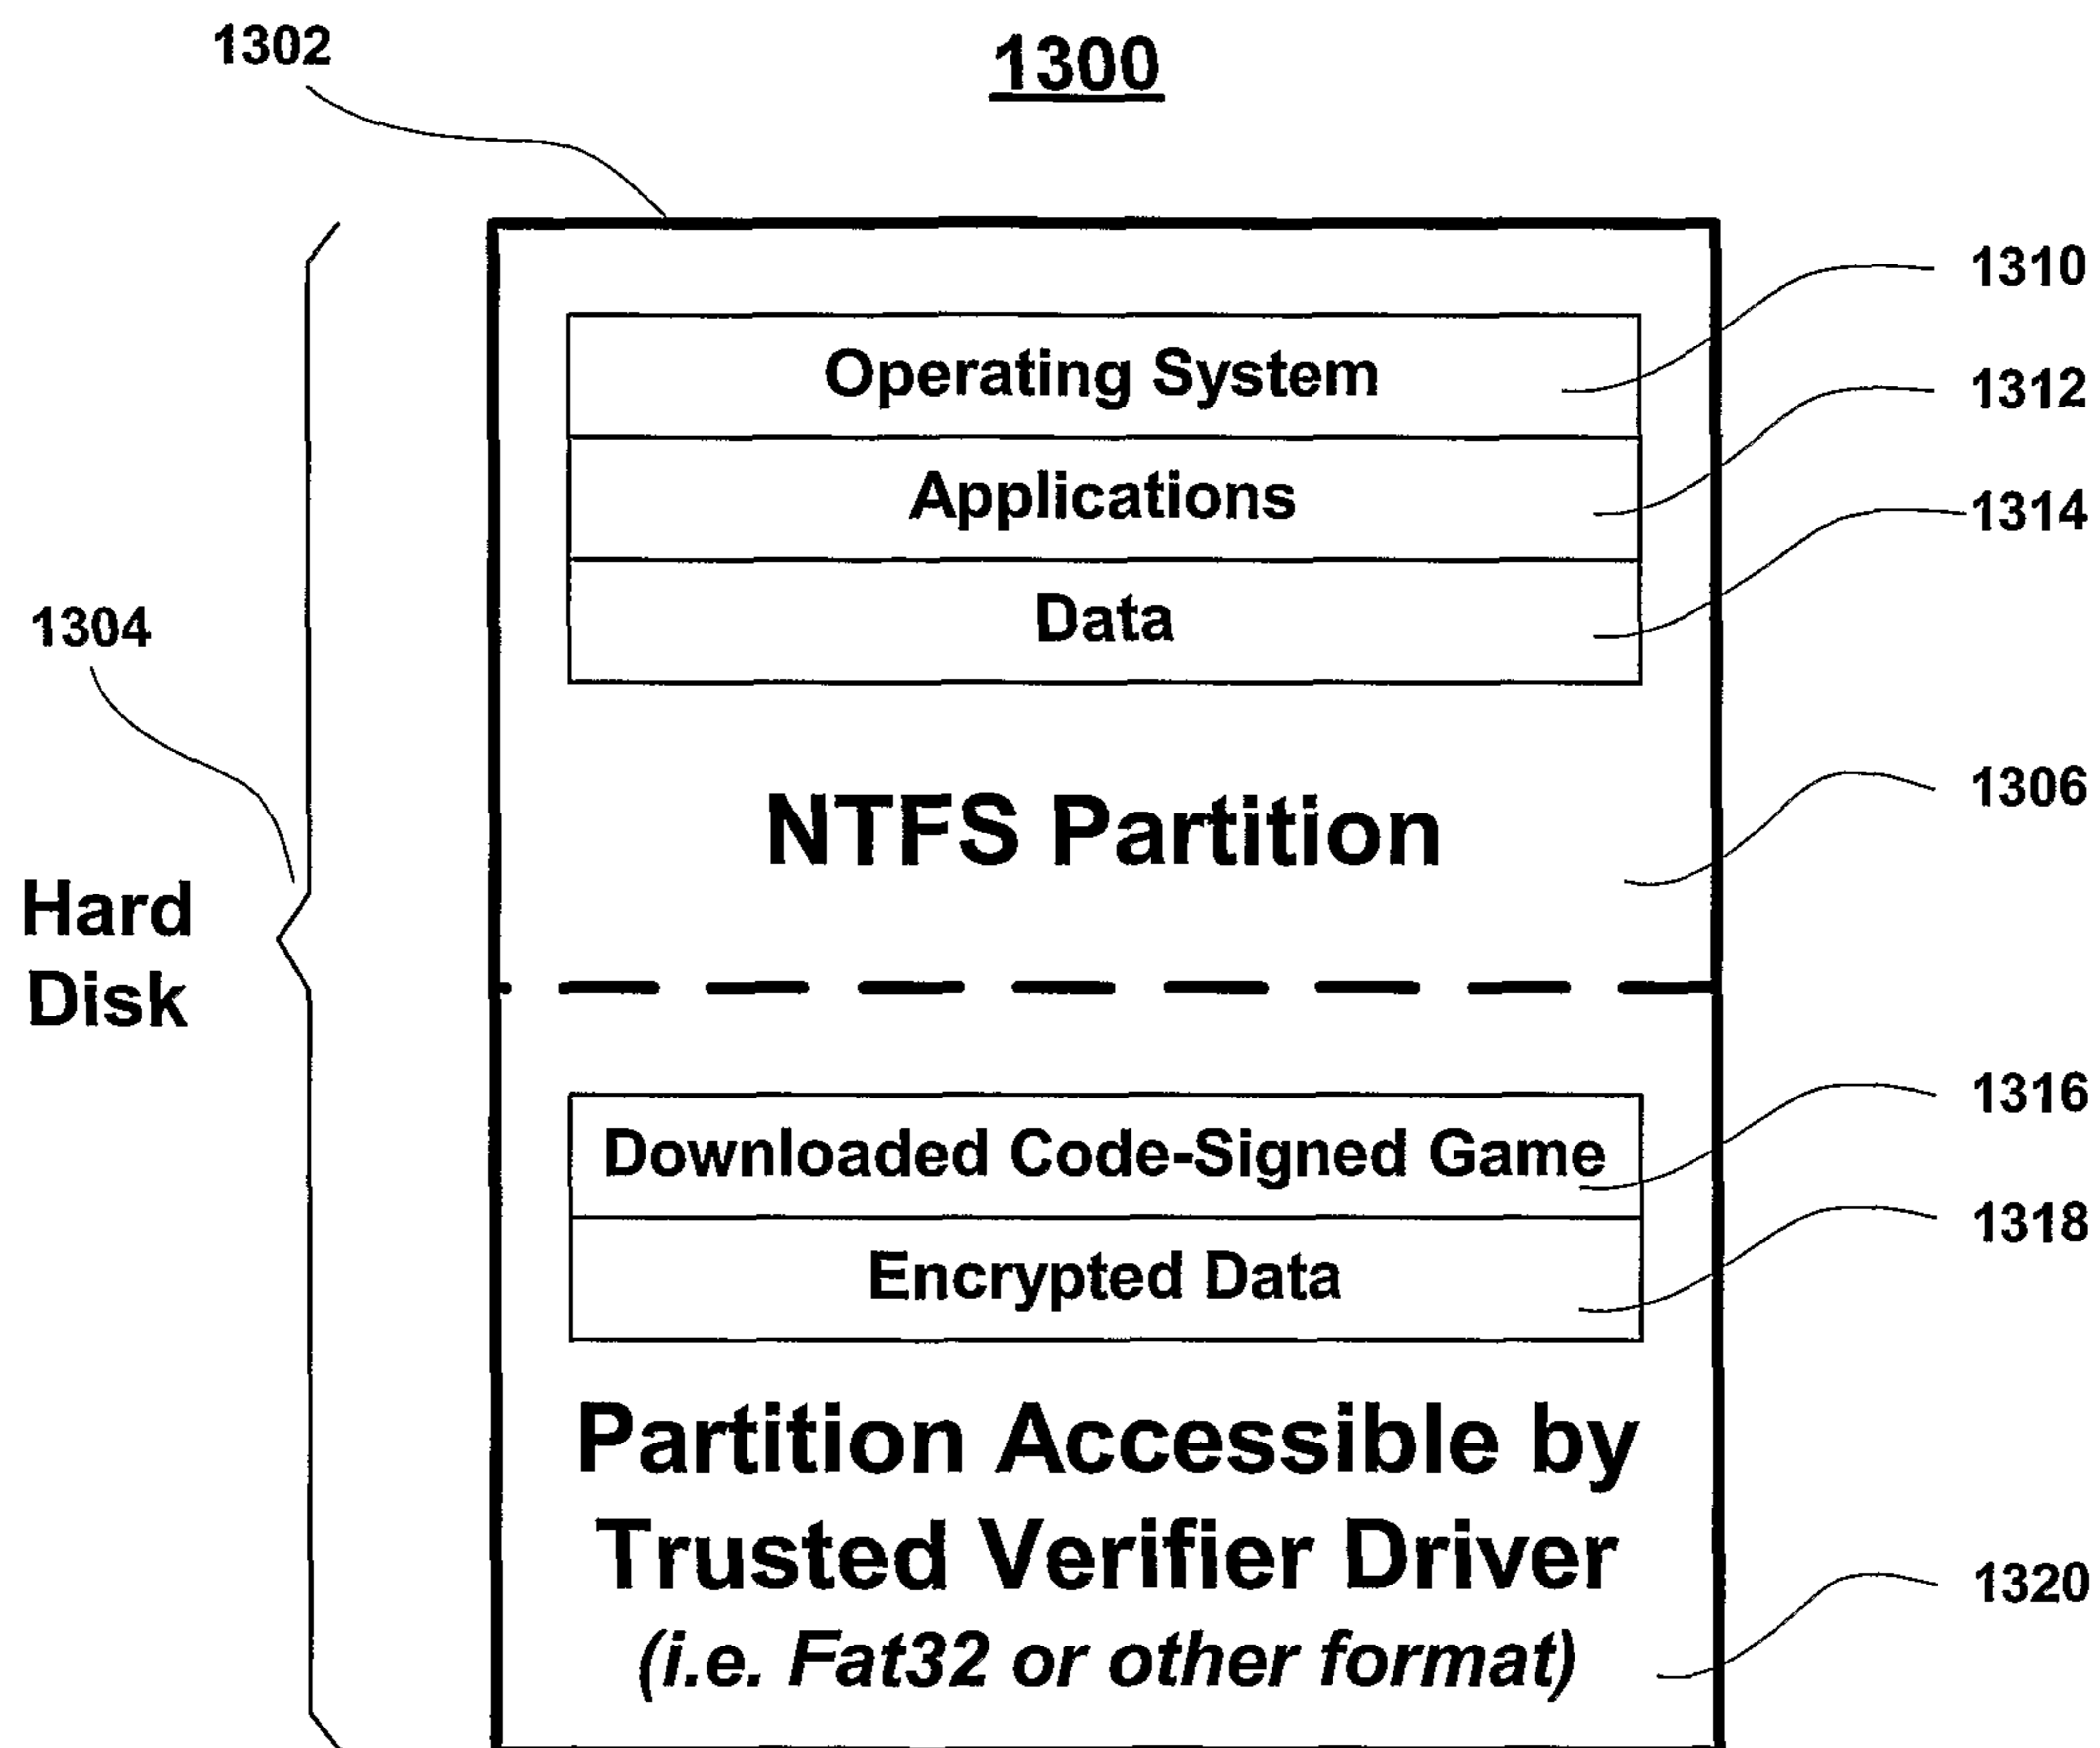 1302
1300
1310
Operating System
1312
Applications
1314
Data
1304
1306
NTFS Partition
Hard
Disk
1316
Downloaded Code-Signed Game
1318
Encrypted Data
Partition Accessible by
Trusted Verifier Driver
1320
(i.e. Fat32 or other format)